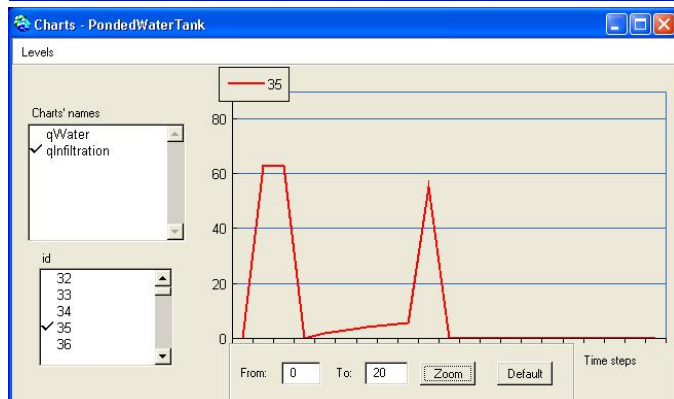 Charts - PondedWaterTank
Levels
35
Charts' names
qWater
qInfiltration
id
32
33
34
35
36
80
60
40
20
0
Time steps
From: 0 To: 20 Zoom Default